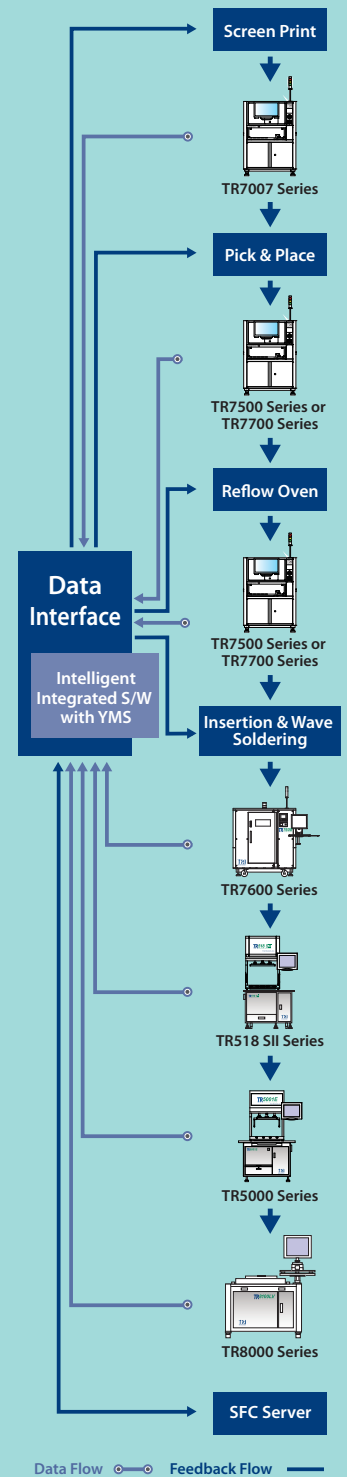 Screen Print
TR7007 Series
Pick & Place
TR7500 Series or
TR7700 Series
Reflow Oven
Data
Interface
Intelligent
Integrated S/W
with YMS
TR7500 Series or
TR7700 Series
Insertion & Wave
Soldering
TR7600 Series
TR518 SII Series
TR5001E
TR5000 Series
TR8000 Series
SFC Server
Data Flow
Feedback Flow